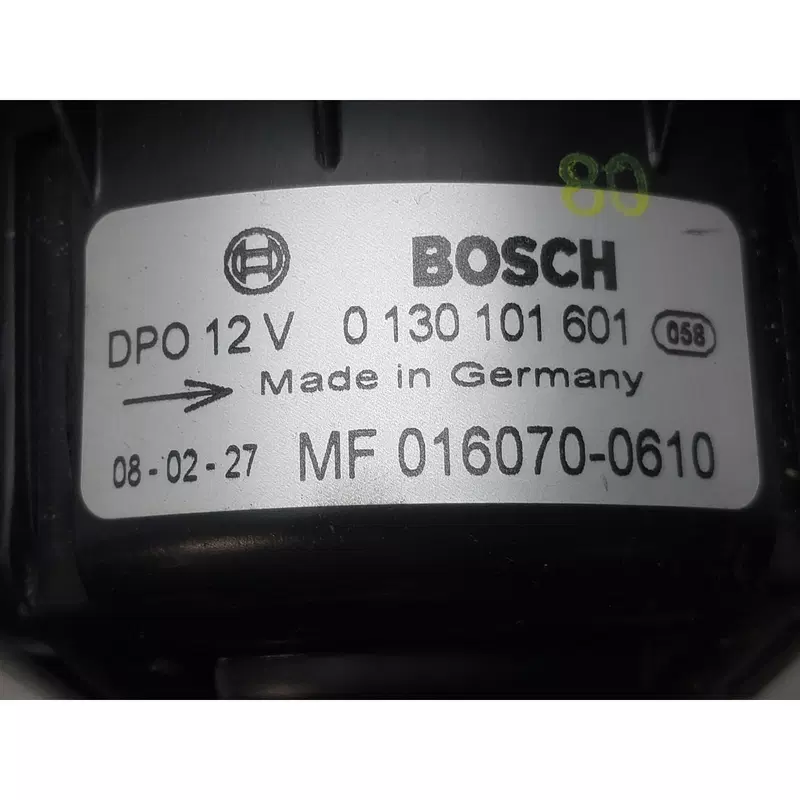 80
BOSCH
DPO 12 V 0 130 101 601 058
Made in Germany
08-02-27 MF 016070-0610